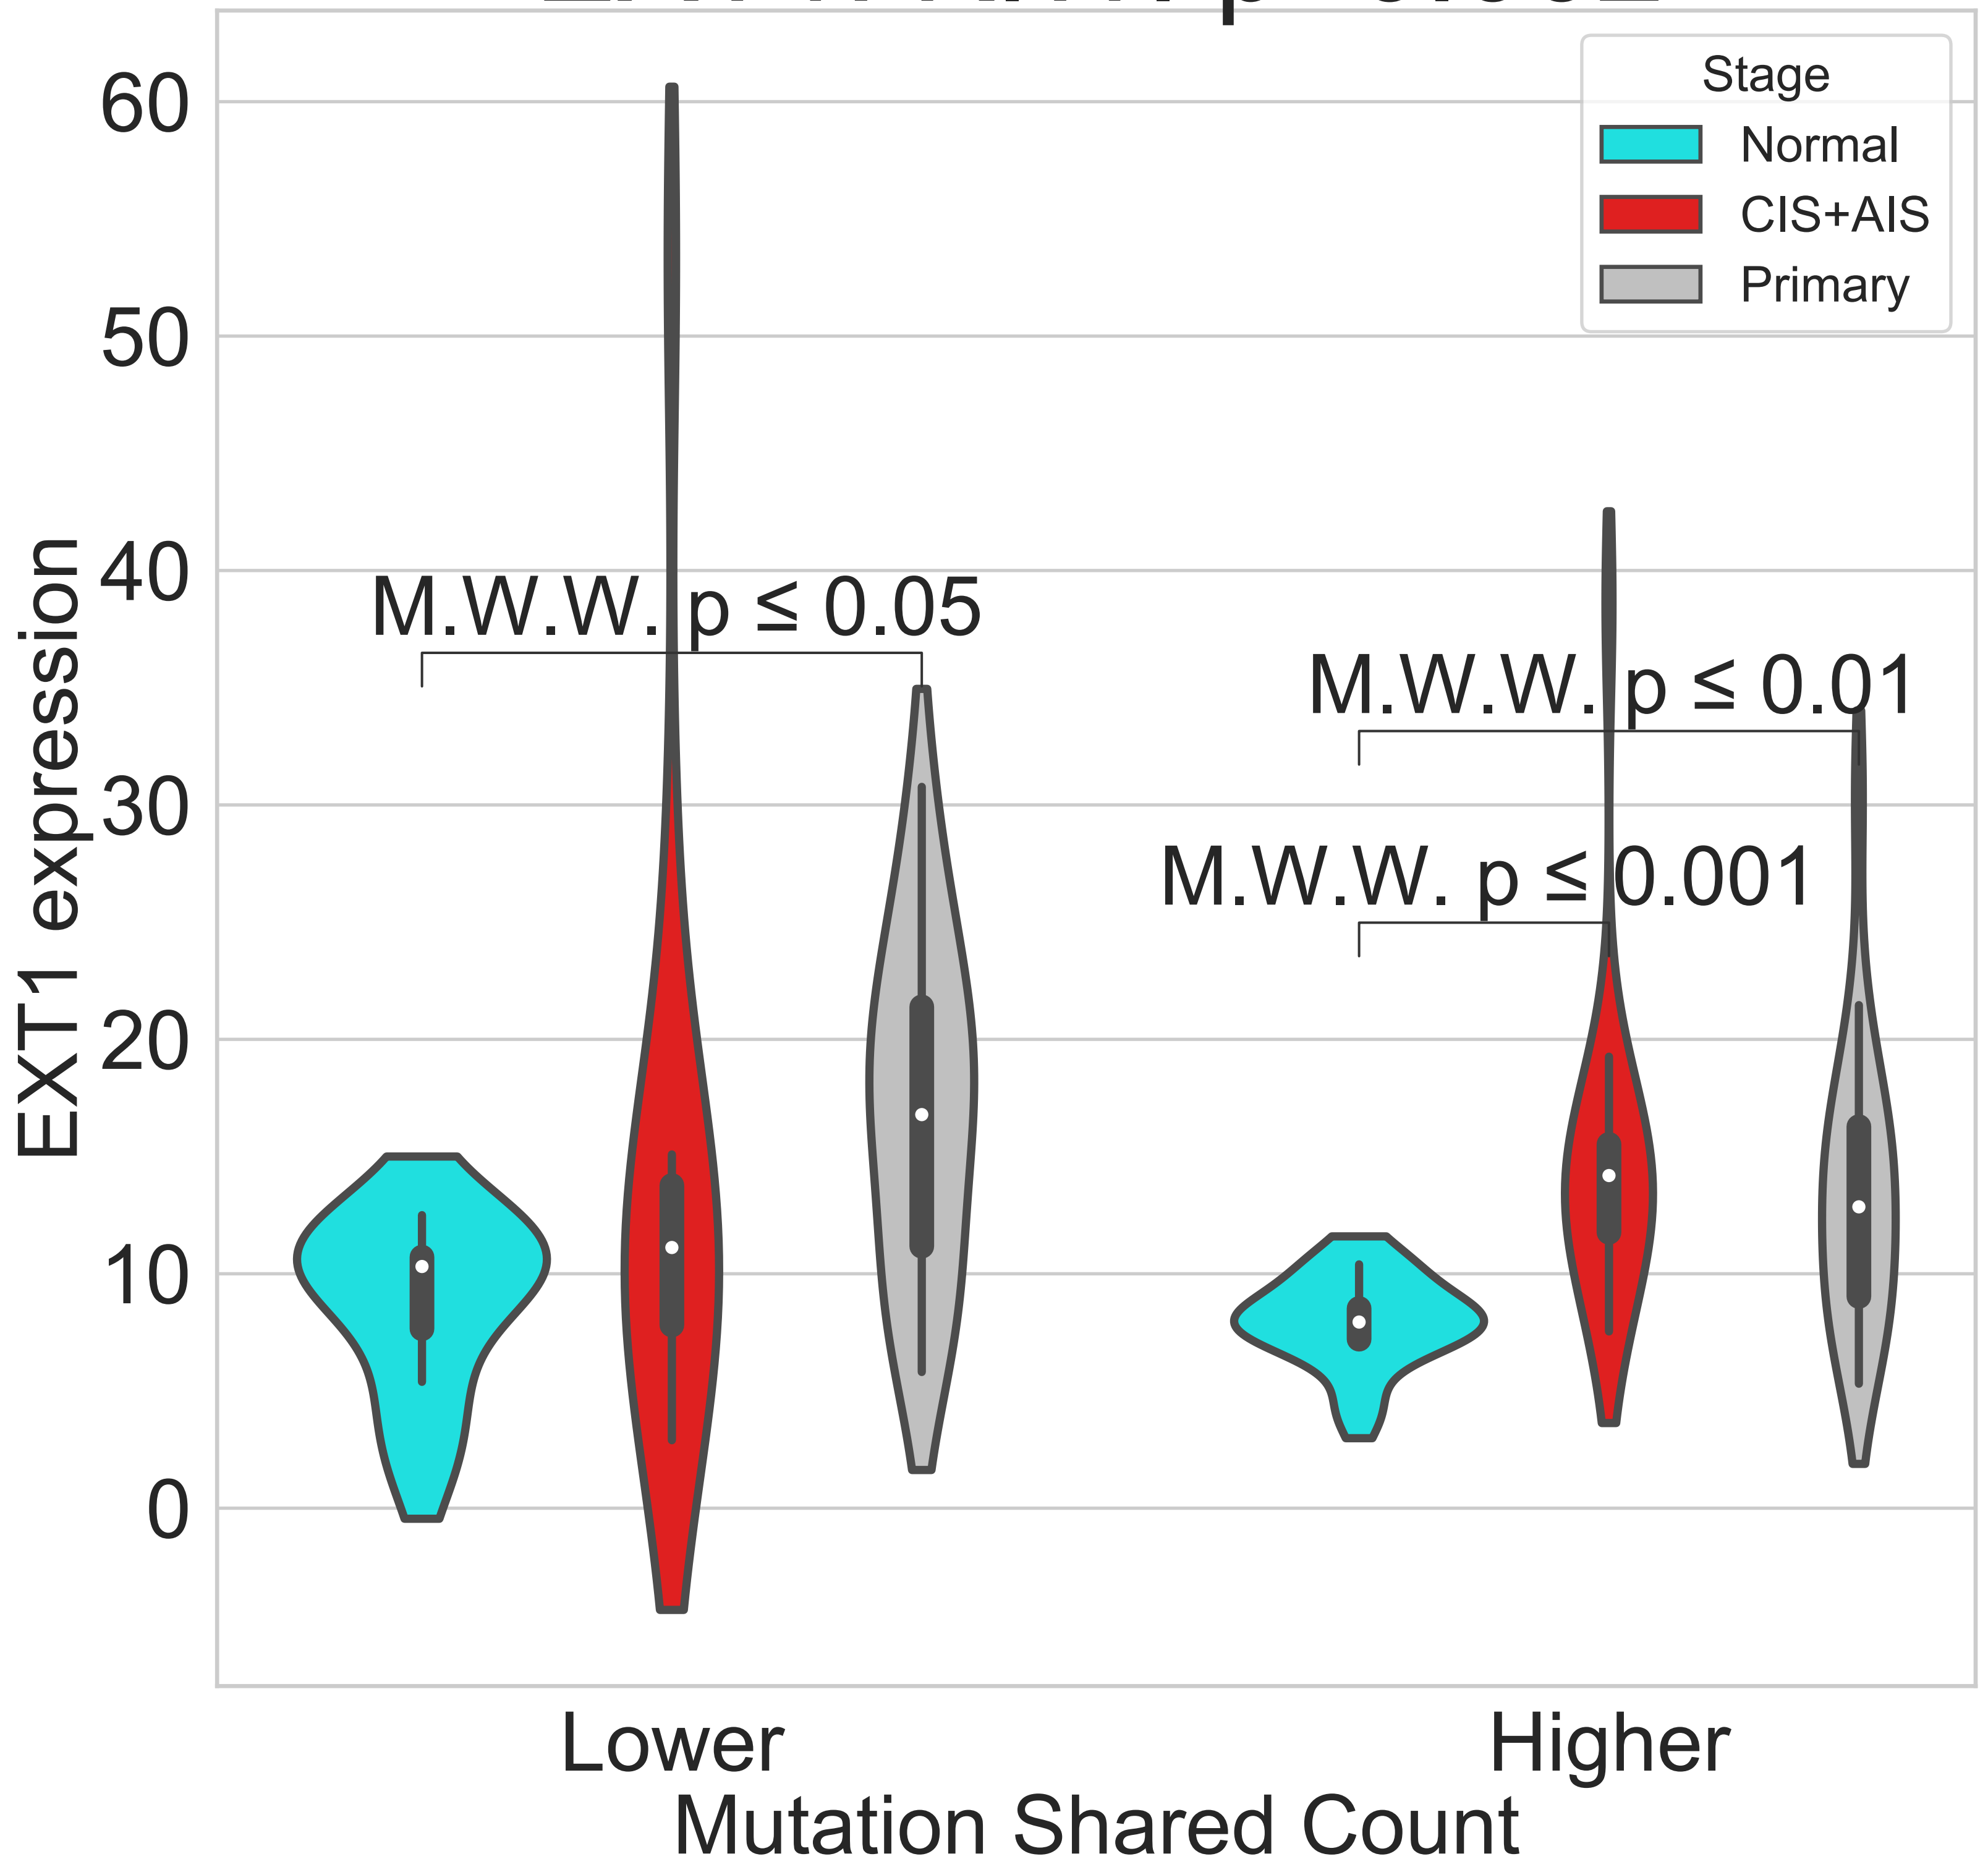 Stage
Normal
CIS+AIS
Primary
60
50
40
30
20
10
0
EXT1 expression
M.W.W. p ≤ 0.05
M.W.W. p ≤ 0.01
M.W.W. p ≤ 0.001
Lower
Higher
Mutation Shared Count